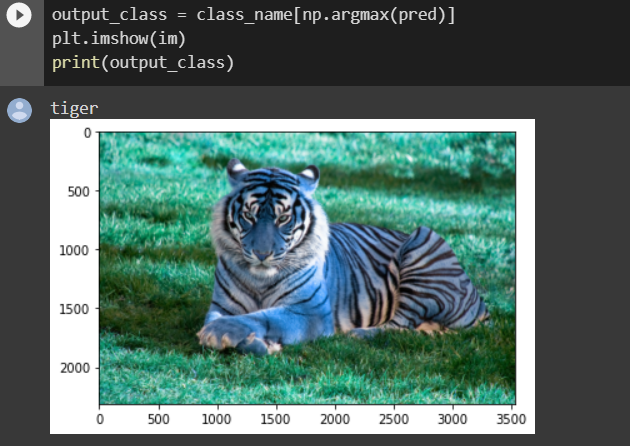 output_class = class_name[np.argmax(pred)]
plt.imshow(im)
print(output_class)
tiger
0
500
1000
1500
2000
0 500 1000 1500 2000 2500 3000 3500